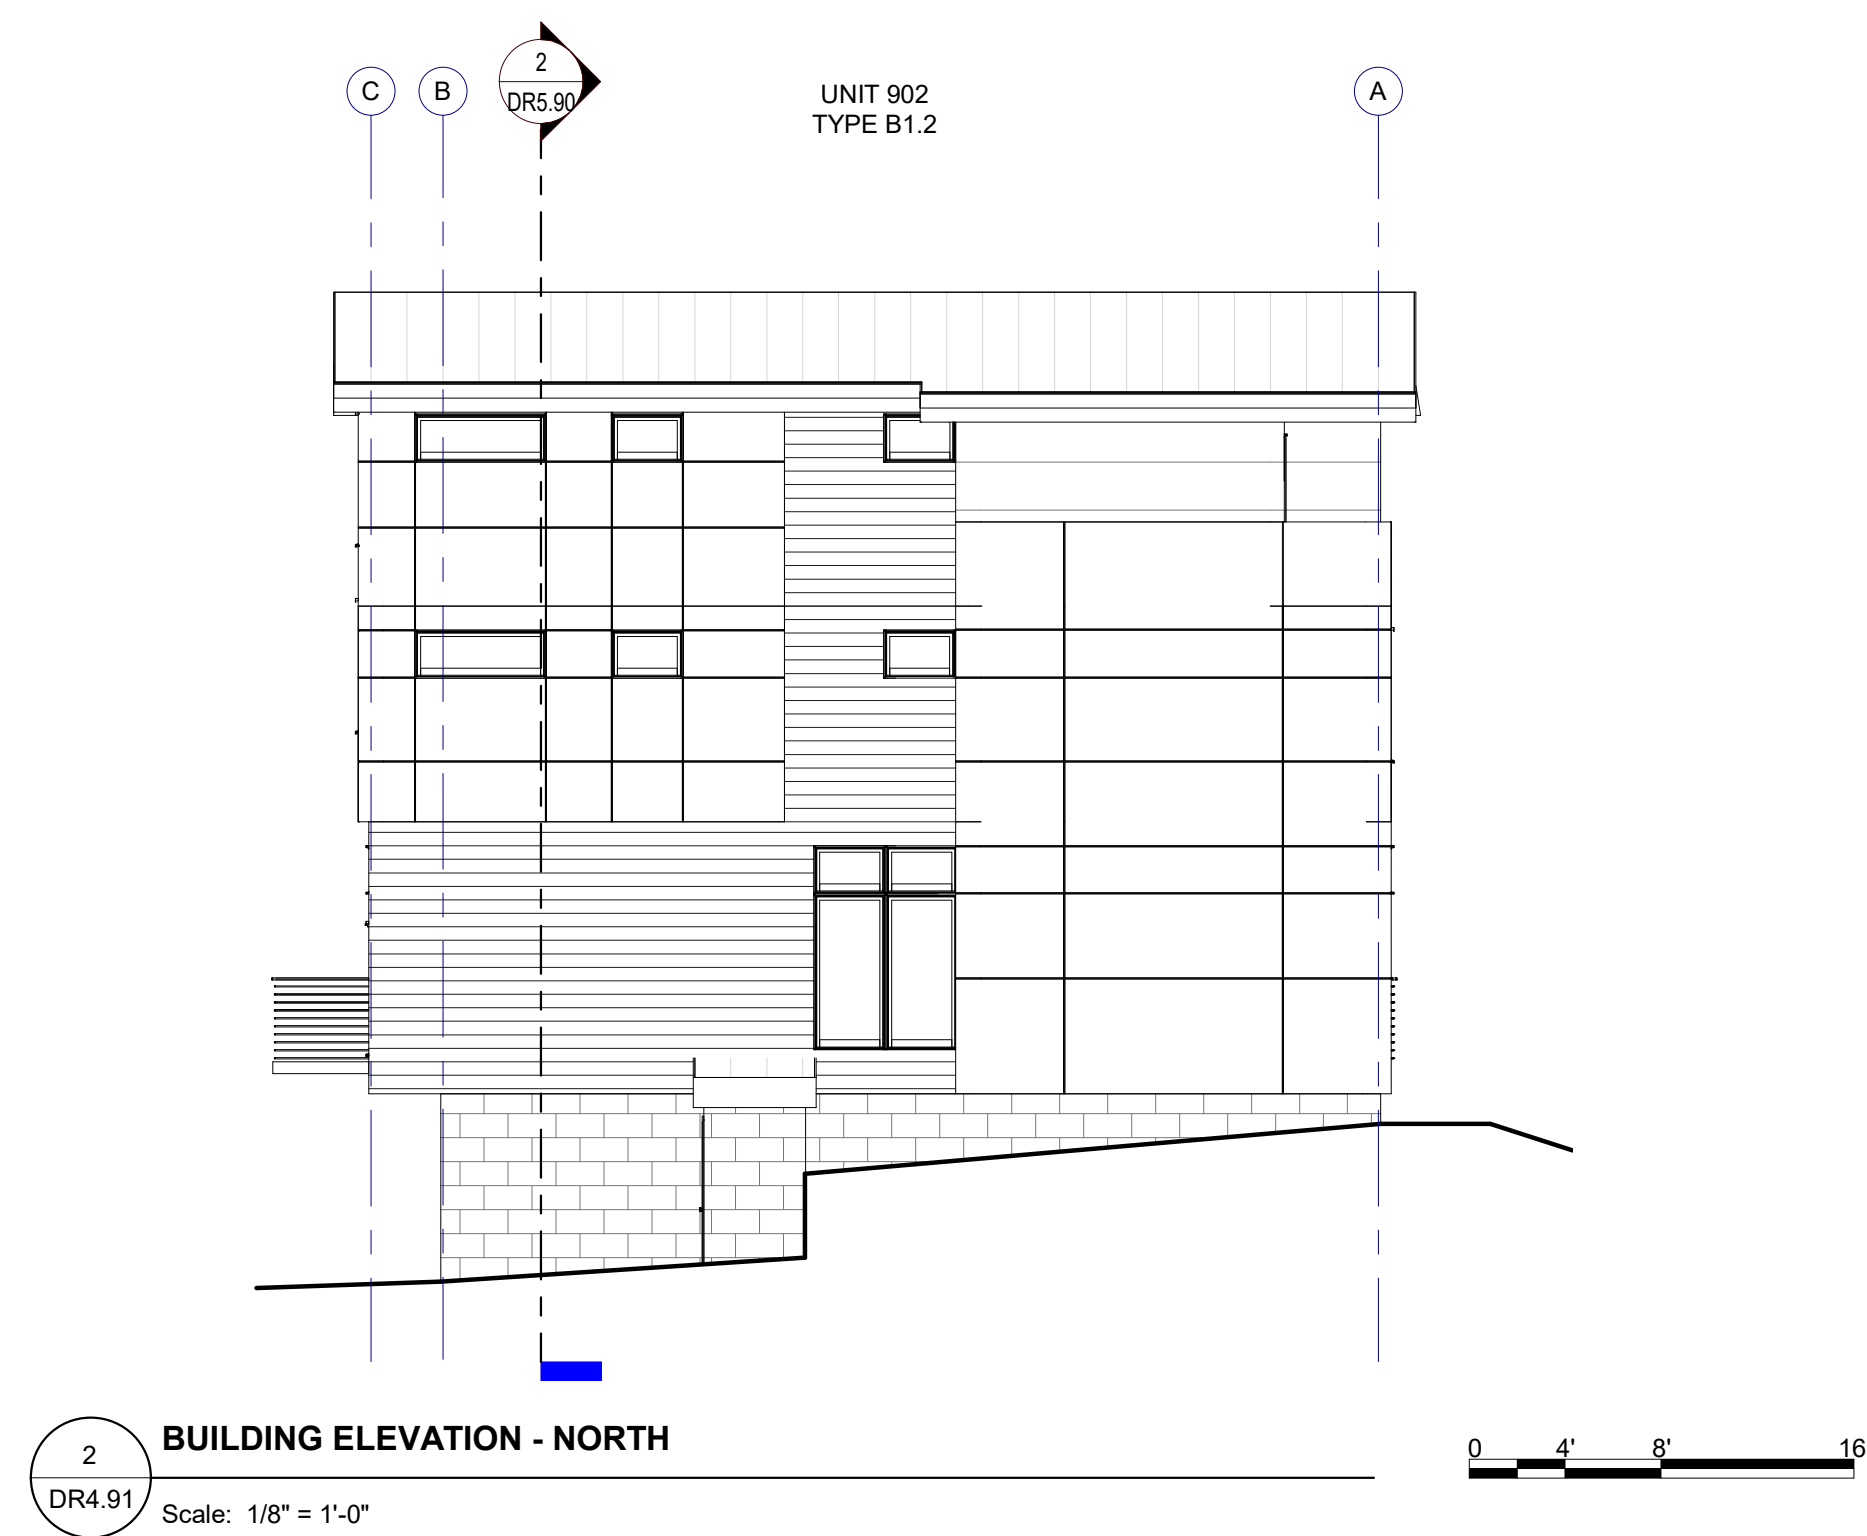 C
B
2
DR5.90
UNIT 902
TYPE B1.2
A
2
DR4.91
BUILDING ELEVATION - NORTH
Scale: 1/8" = 1'-0"
0 4' 8' 16